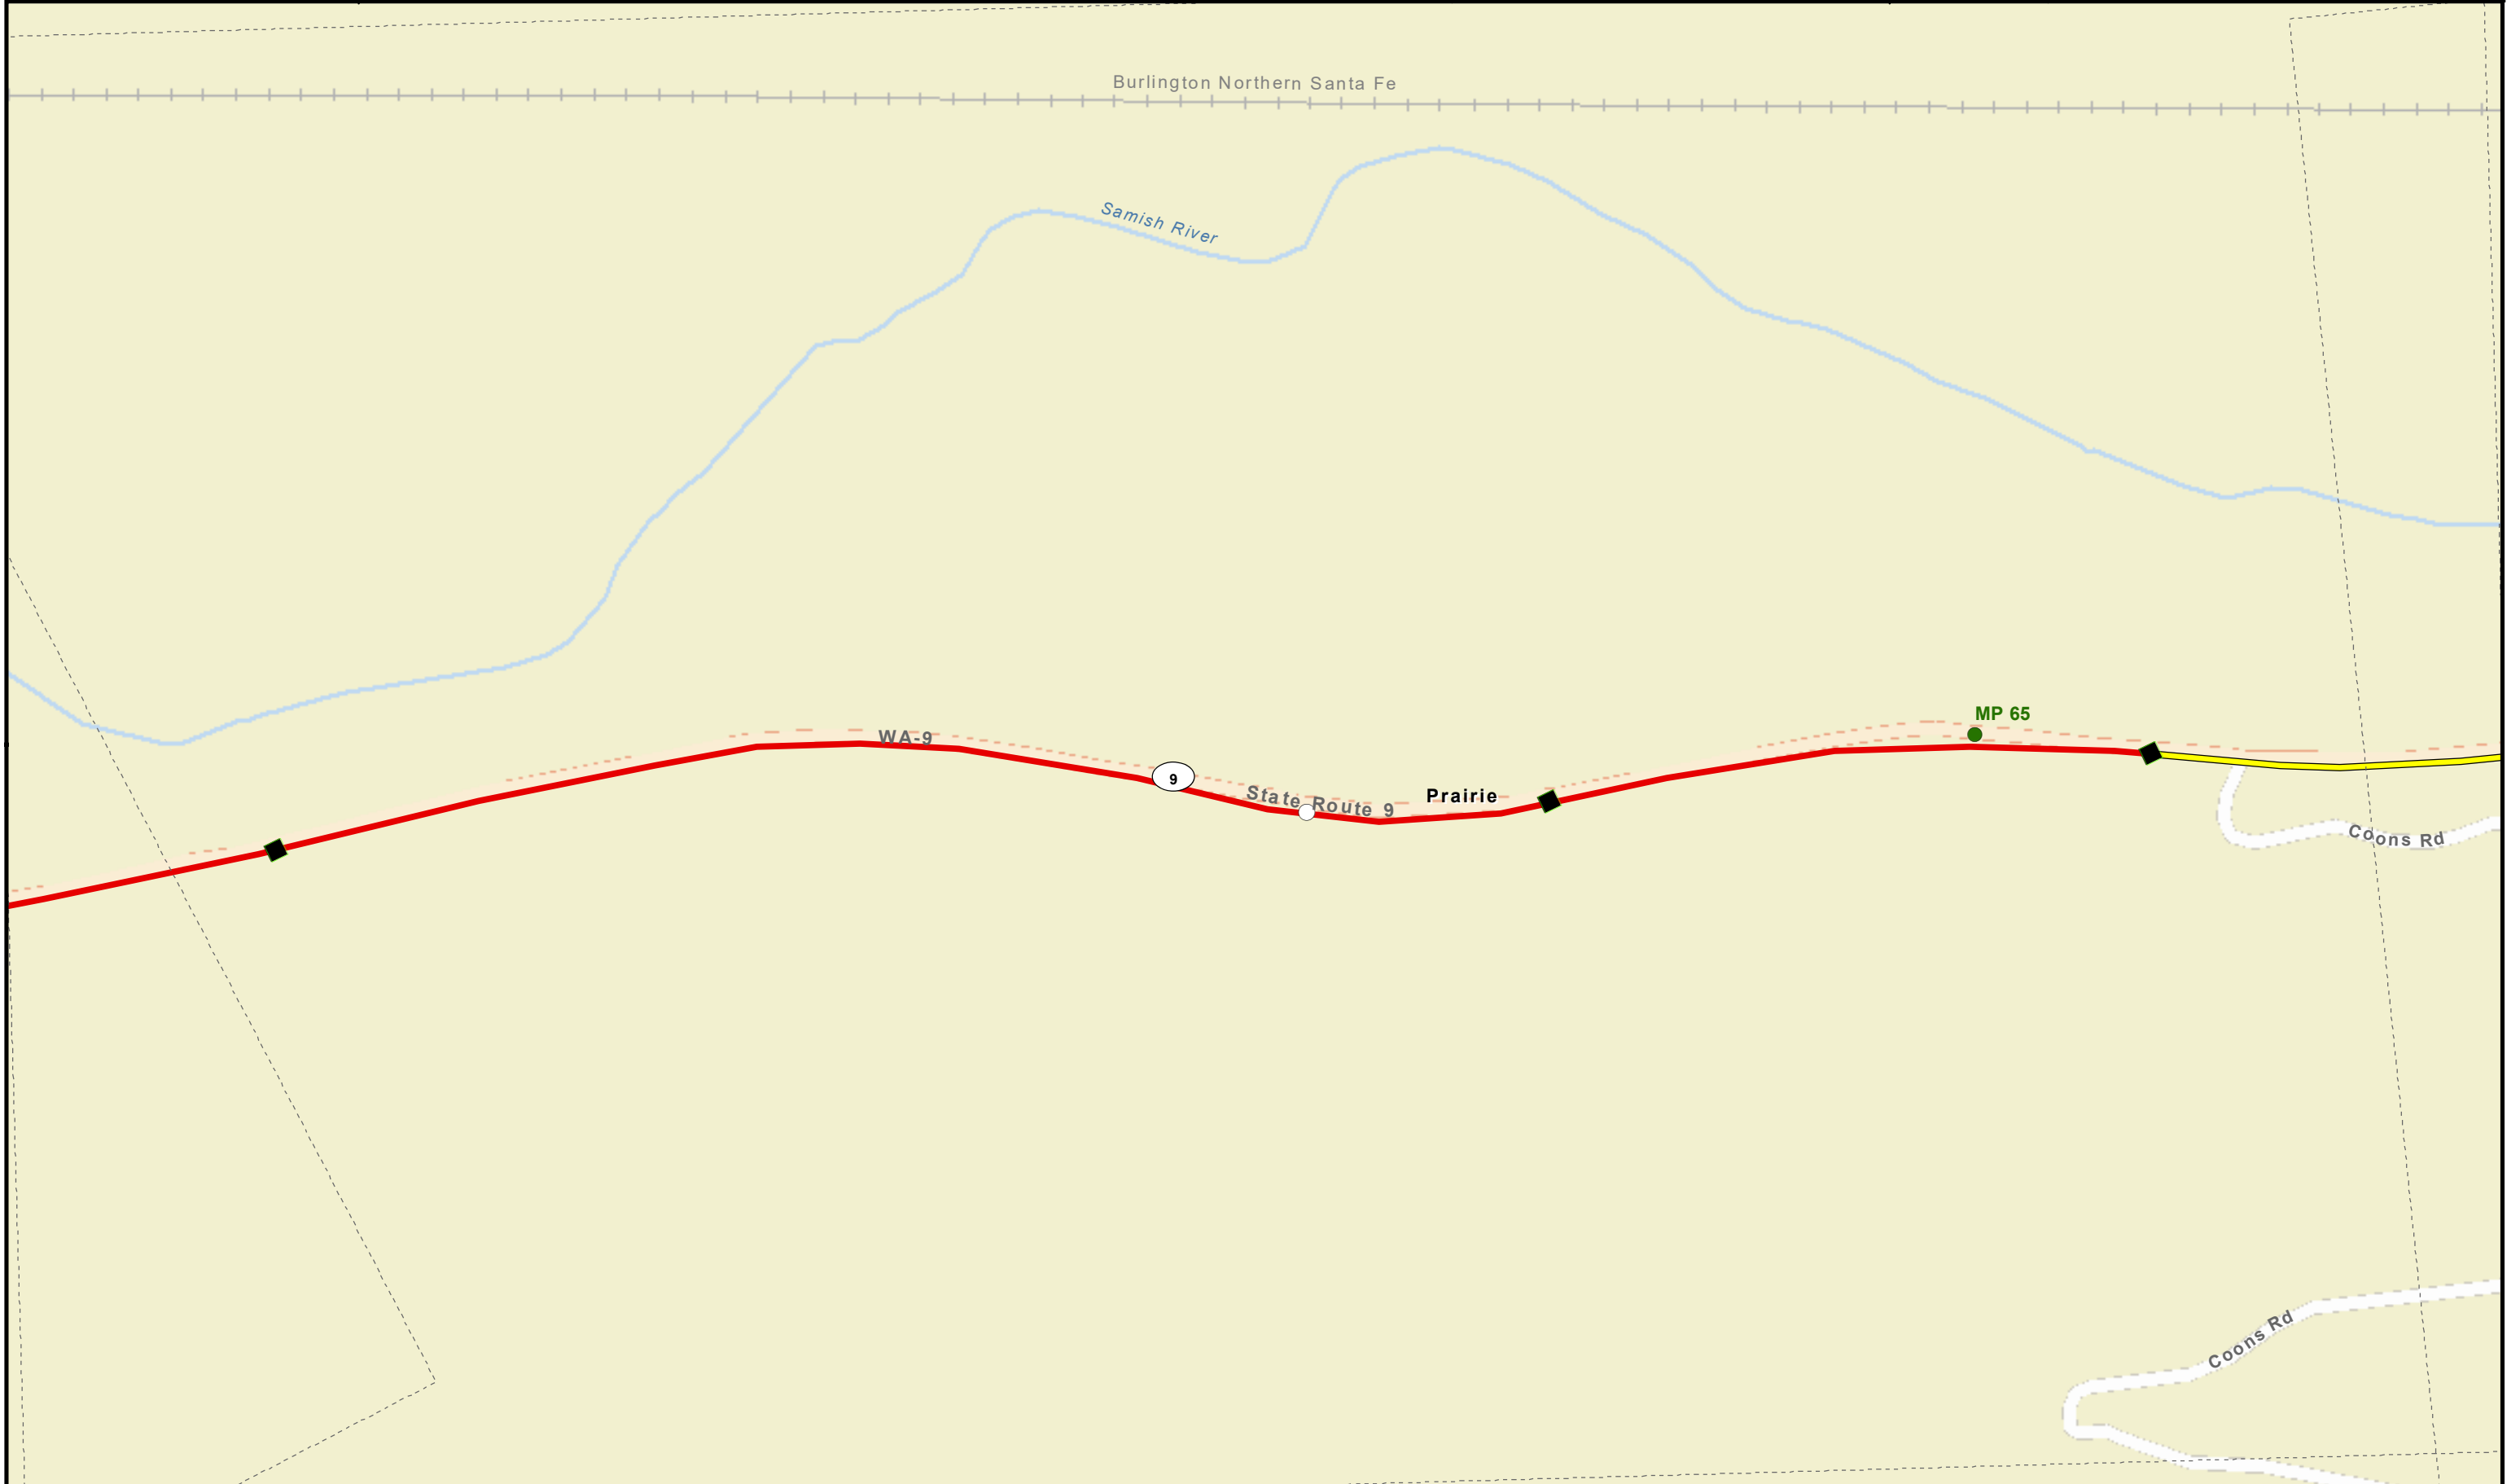 Burlington Northern Santa Fe
Samish River
MP 65
WA-9
9
State Route 9
Prairie
Coons Rd
Coons Rd